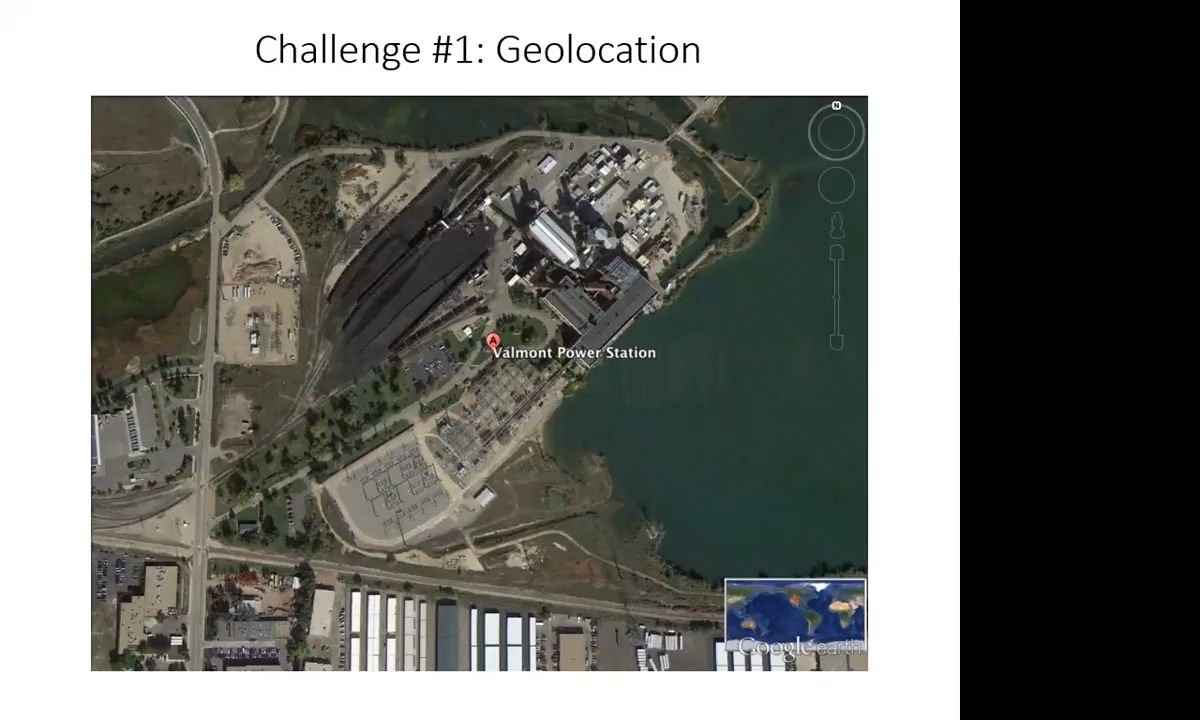 Challenge #1: Geolocation
N
A
Valmont Power Station
Google earth